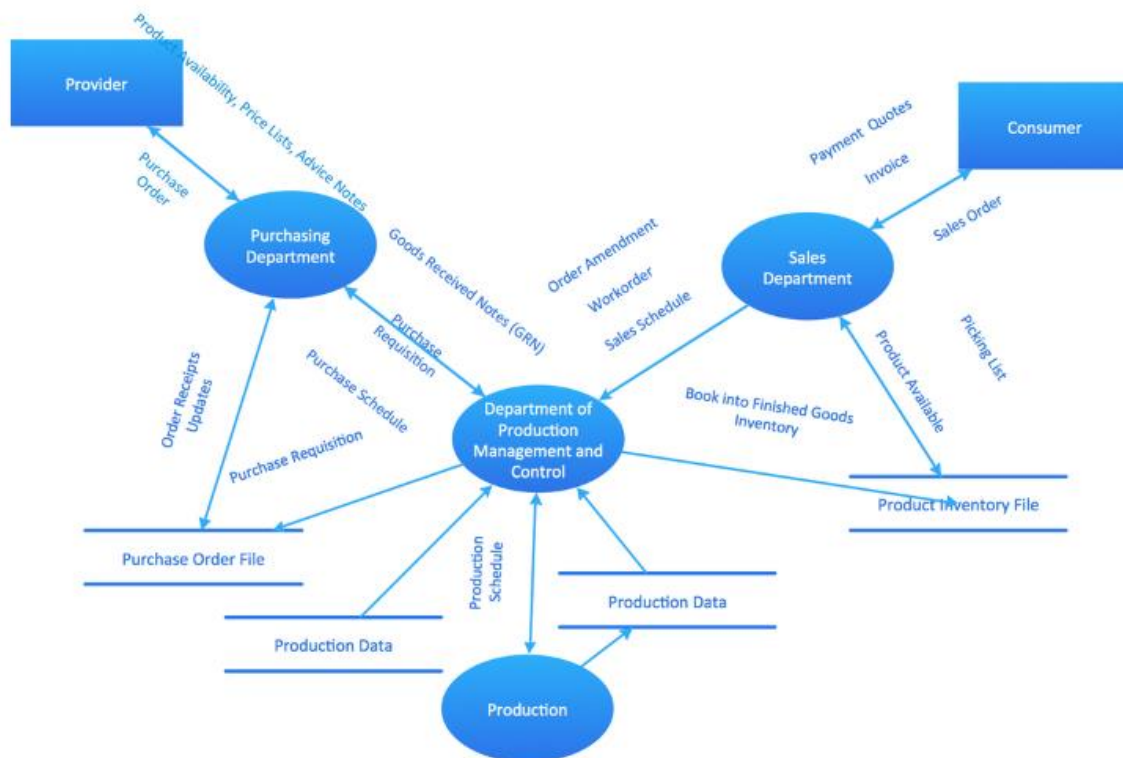 Provider
Product Availability, Price Lists, Advice Notes
Purchase
Order
Purchasing
Department
Goods Received Notes (GRN)
Purchase
Requisition
Purchase Schedule
Order Receipts
Updates
Purchase Requisition
Payment Quotes
Invoice
Consumer
Sales Order
Sales
Department
Order Amendment
Workorder
Sales Schedule
Picking List
Product Available
Book into Finished Goods
Inventory
Department of
Production
Management and
Control
Product Inventory File
Purchase Order File
Production
Schedule
Production Data
Production Data
Production